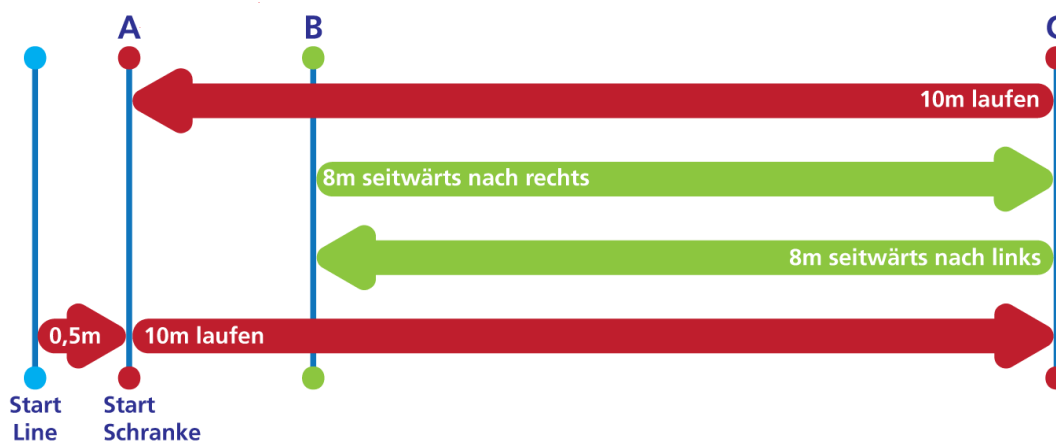 A
B
C
10m laufen
8m seitwärts nach rechts
8m seitwärts nach links
0,5m
10m laufen
Start
Line
Start
Schranke